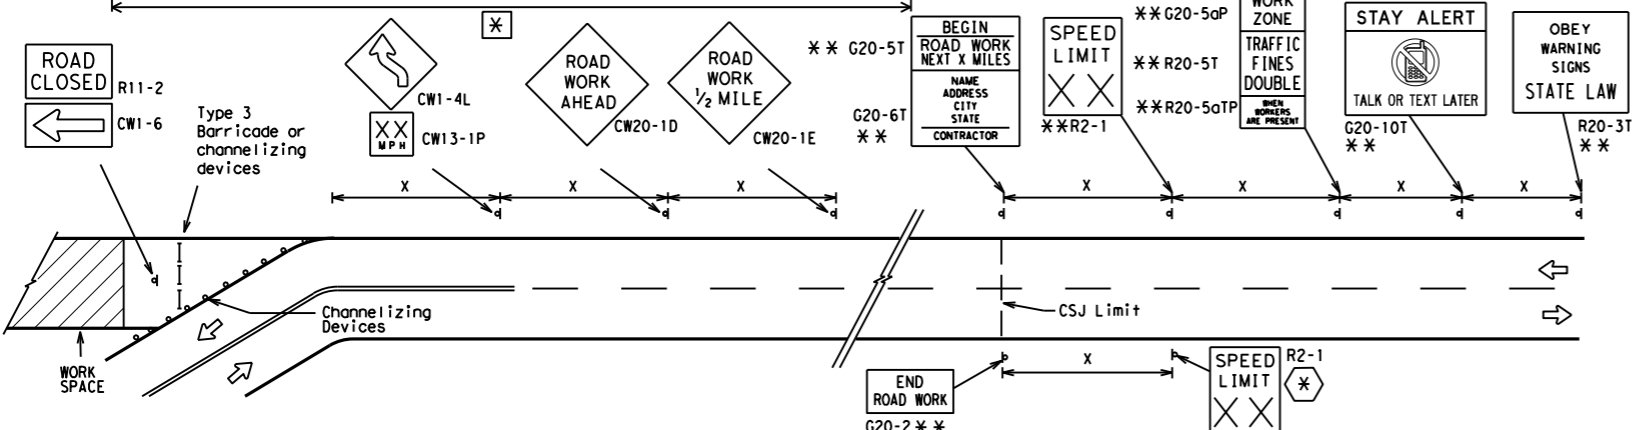 ROAD
CLOSED
R11-2
CW1-6
Type 3
Barricade or
channelizing
devices
CW1-4L
XX
MPH
CW13-1P
*
ROAD
WORK
AHEAD
CW20-1D
ROAD
WORK
1/2 MILE
CW20-1E
** G20-5T
BEGIN
ROAD WORK
NEXT X MILES
NAME
ADDRESS
CITY
STATE
CONTRACTOR
G20-6T
**
SPEED
LIMIT
XX
**R2-1
**G20-5aP
WORK
ZONE
**R20-5T
TRAFFIC
FINES
DOUBLE
**R20-5aTP
WHEN
WORKERS
ARE PRESENT
STAY ALERT
TALK OR TEXT LATER
G20-10T
**
OBEY
WARNING
SIGNS
STATE LAW
R20-3T
**
X
X
X
X
X
X
X
Channelizing
Devices
WORK
SPACE
CSJ Limit
X
END
ROAD WORK
G20-2**
SPEED
LIMIT
XX
R2-1
*